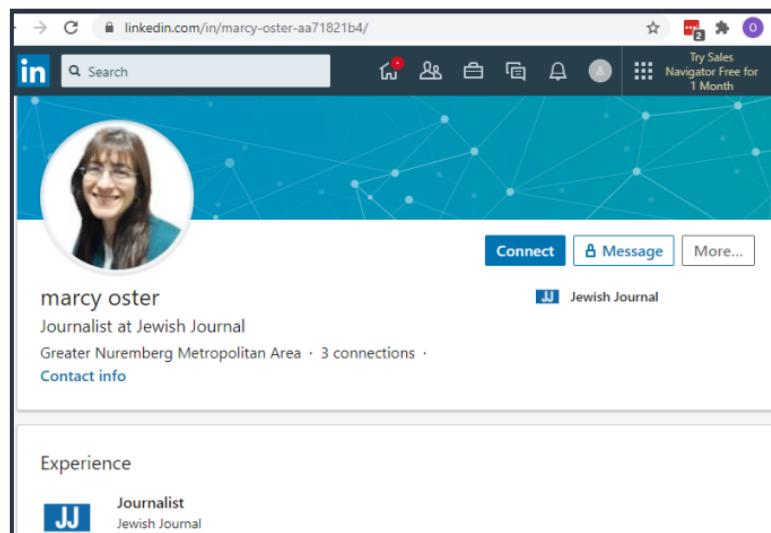 linkedin.com/in/marcy-oster-aa71821b4/
2
O
in
Search
Try Sales
Navigator Free for
1 Month
Connect
Message
More...
marcy oster
JJ Jewish Journal
Journalist at Jewish Journal
Greater Nuremberg Metropolitan Area · 3 connections ·
Contact info
Experience
Journalist
JJ
Jewish Journal